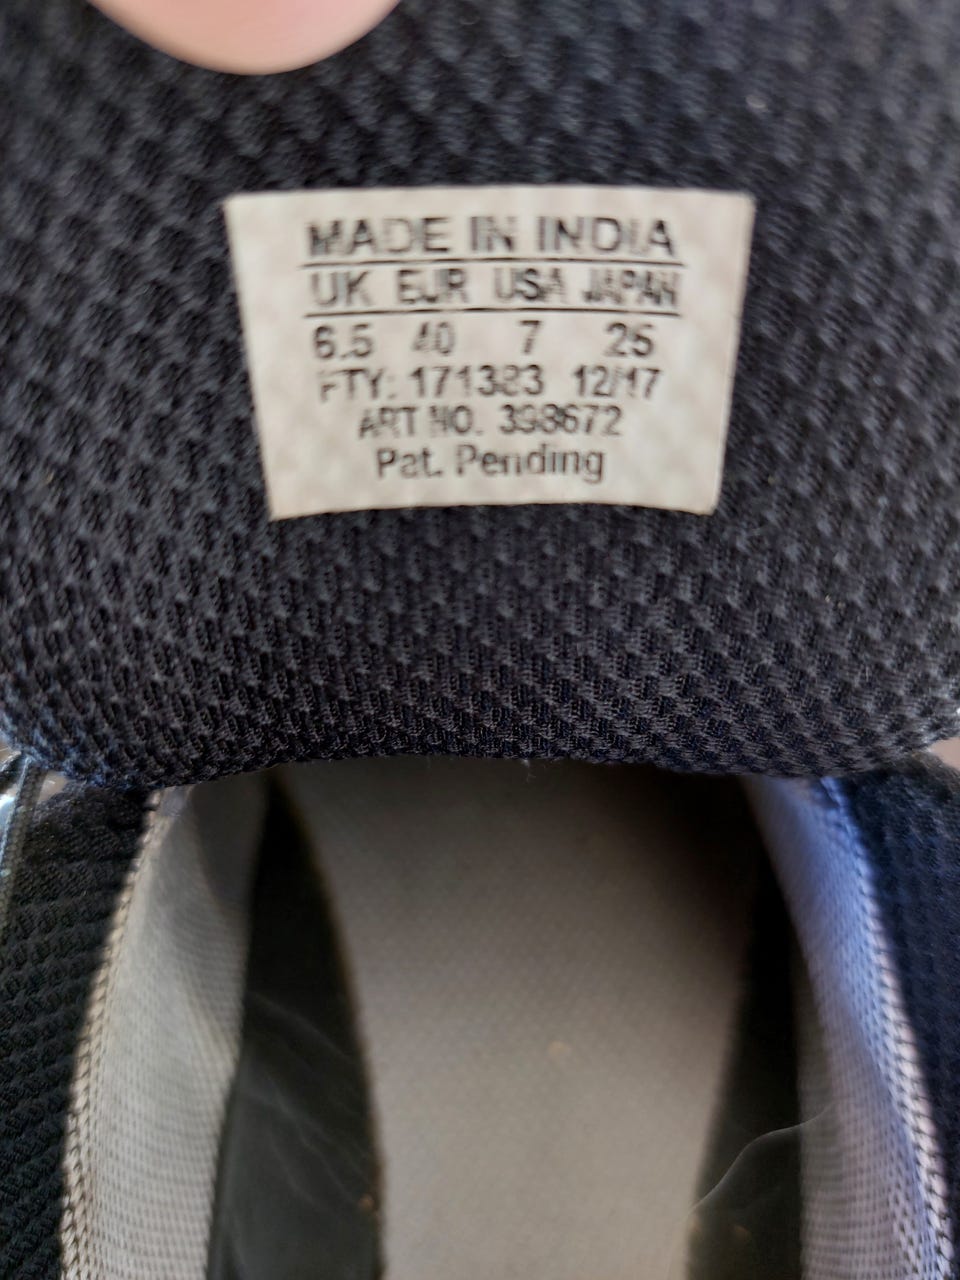 MADE IN INDIA
UK EUR USA JAPAN
6.5 40 7 25
FTY: 171383 12/17
ART NO. 398672
Pat. Pending